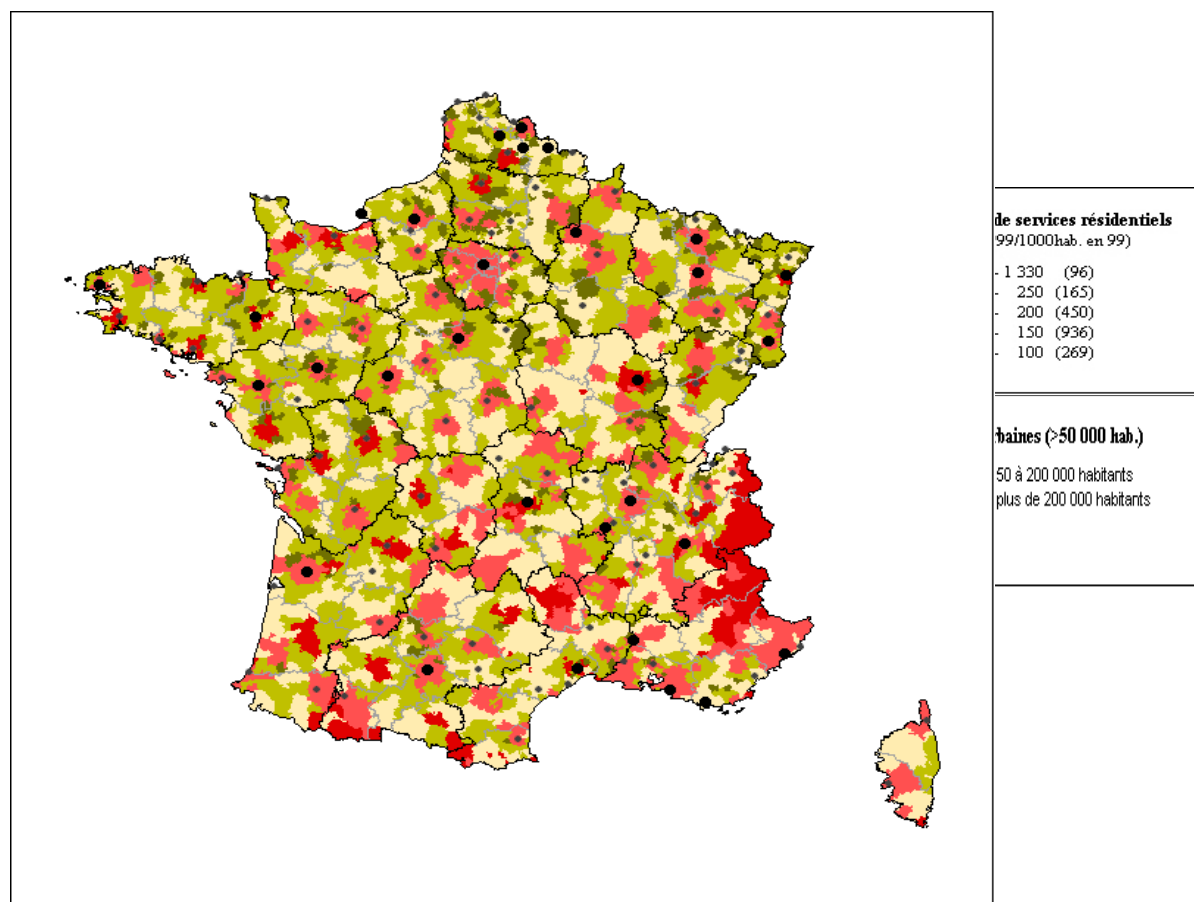 de services résidentiels
99/1000hab. en 99)
- 1 330 (96)
- 250 (165)
- 200 (450)
- 150 (936)
- 100 (269)
rbaines (>50 000 hab.)
50 à 200 000 habitants
plus de 200 000 habitants